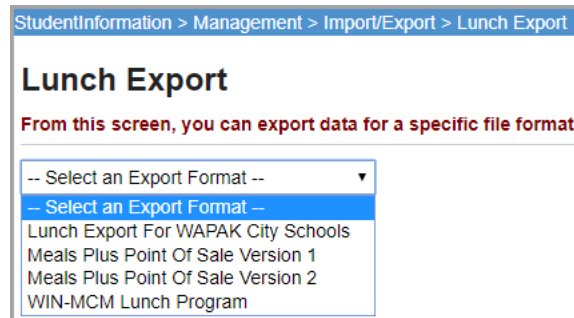 StudentInformation > Management > Import/Export > Lunch Export
Lunch Export
From this screen, you can export data for a specific file format
-- Select an Export Format --
-- Select an Export Format --
Lunch Export For WAPAK City Schools
Meals Plus Point Of Sale Version 1
Meals Plus Point Of Sale Version 2
WIN-MCM Lunch Program